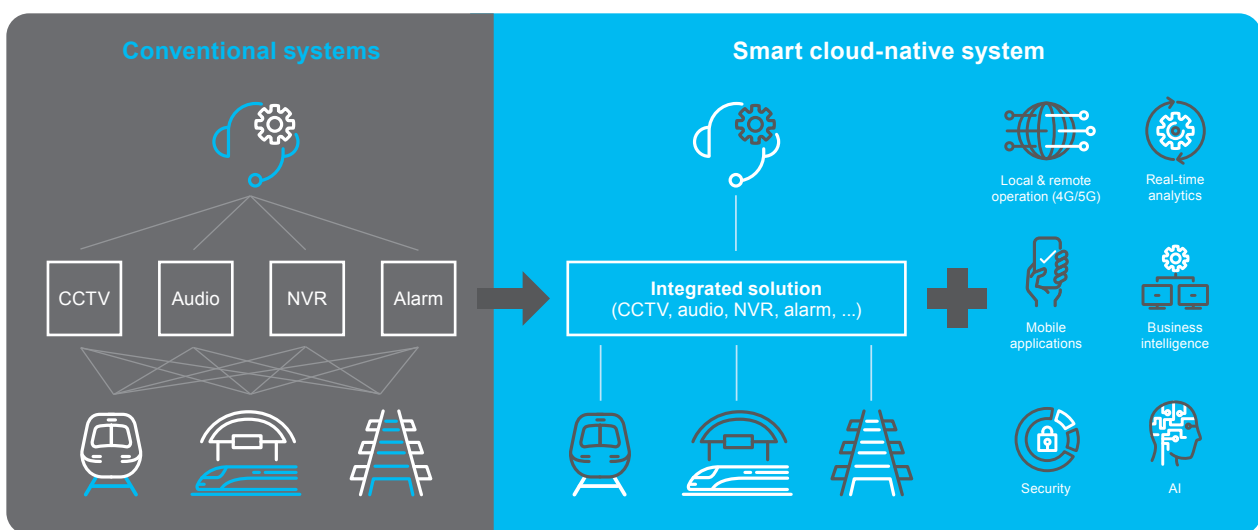 Conventional systems
Smart cloud-native system
CCTV
Audio
NVR
Alarm
Integrated solution
(CCTV, audio, NVR, alarm, ...)
Local & remote
operation (4G/5G)
Real-time
analytics
Mobile
applications
Business
intelligence
Security
AI